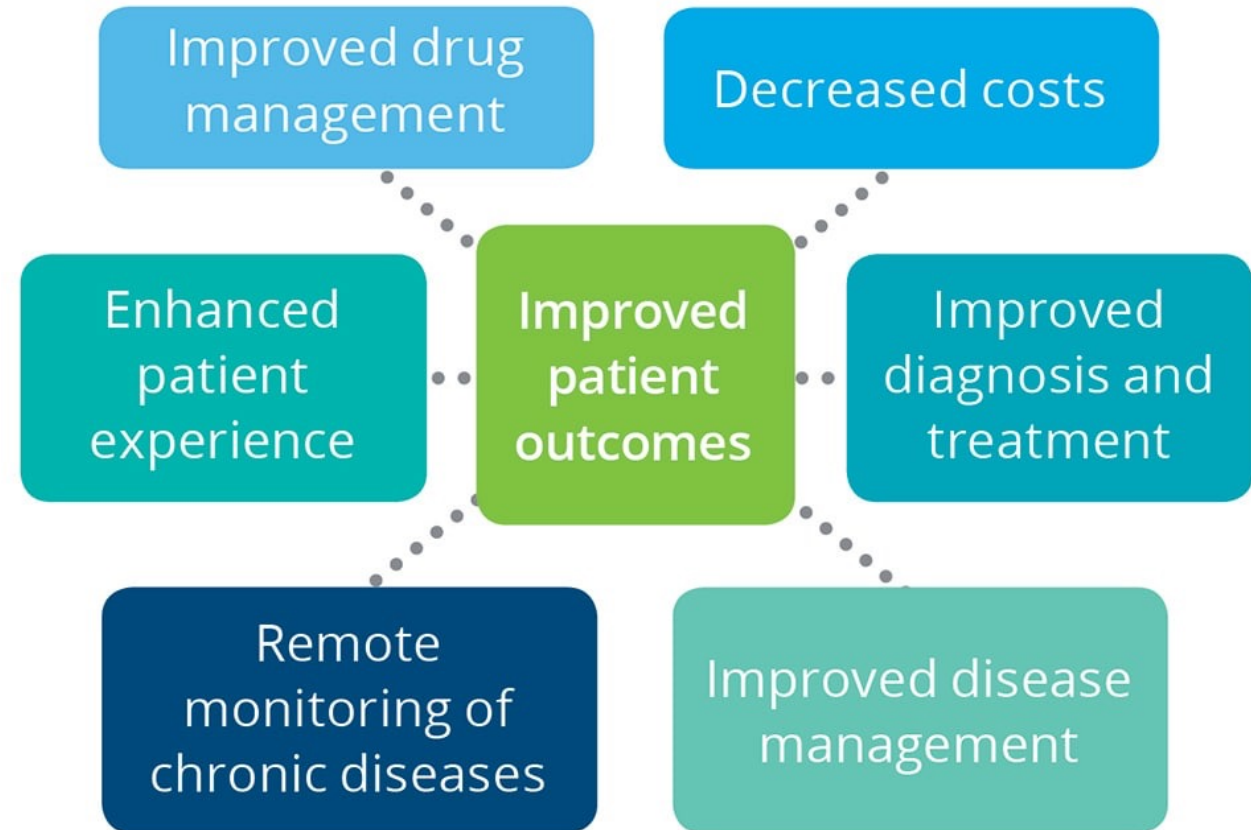 Improved drug
management
Decreased costs
Enhanced
patient
experience
Improved
patient
outcomes
Improved
diagnosis and
treatment
Remote
monitoring of
chronic diseases
Improved disease
management